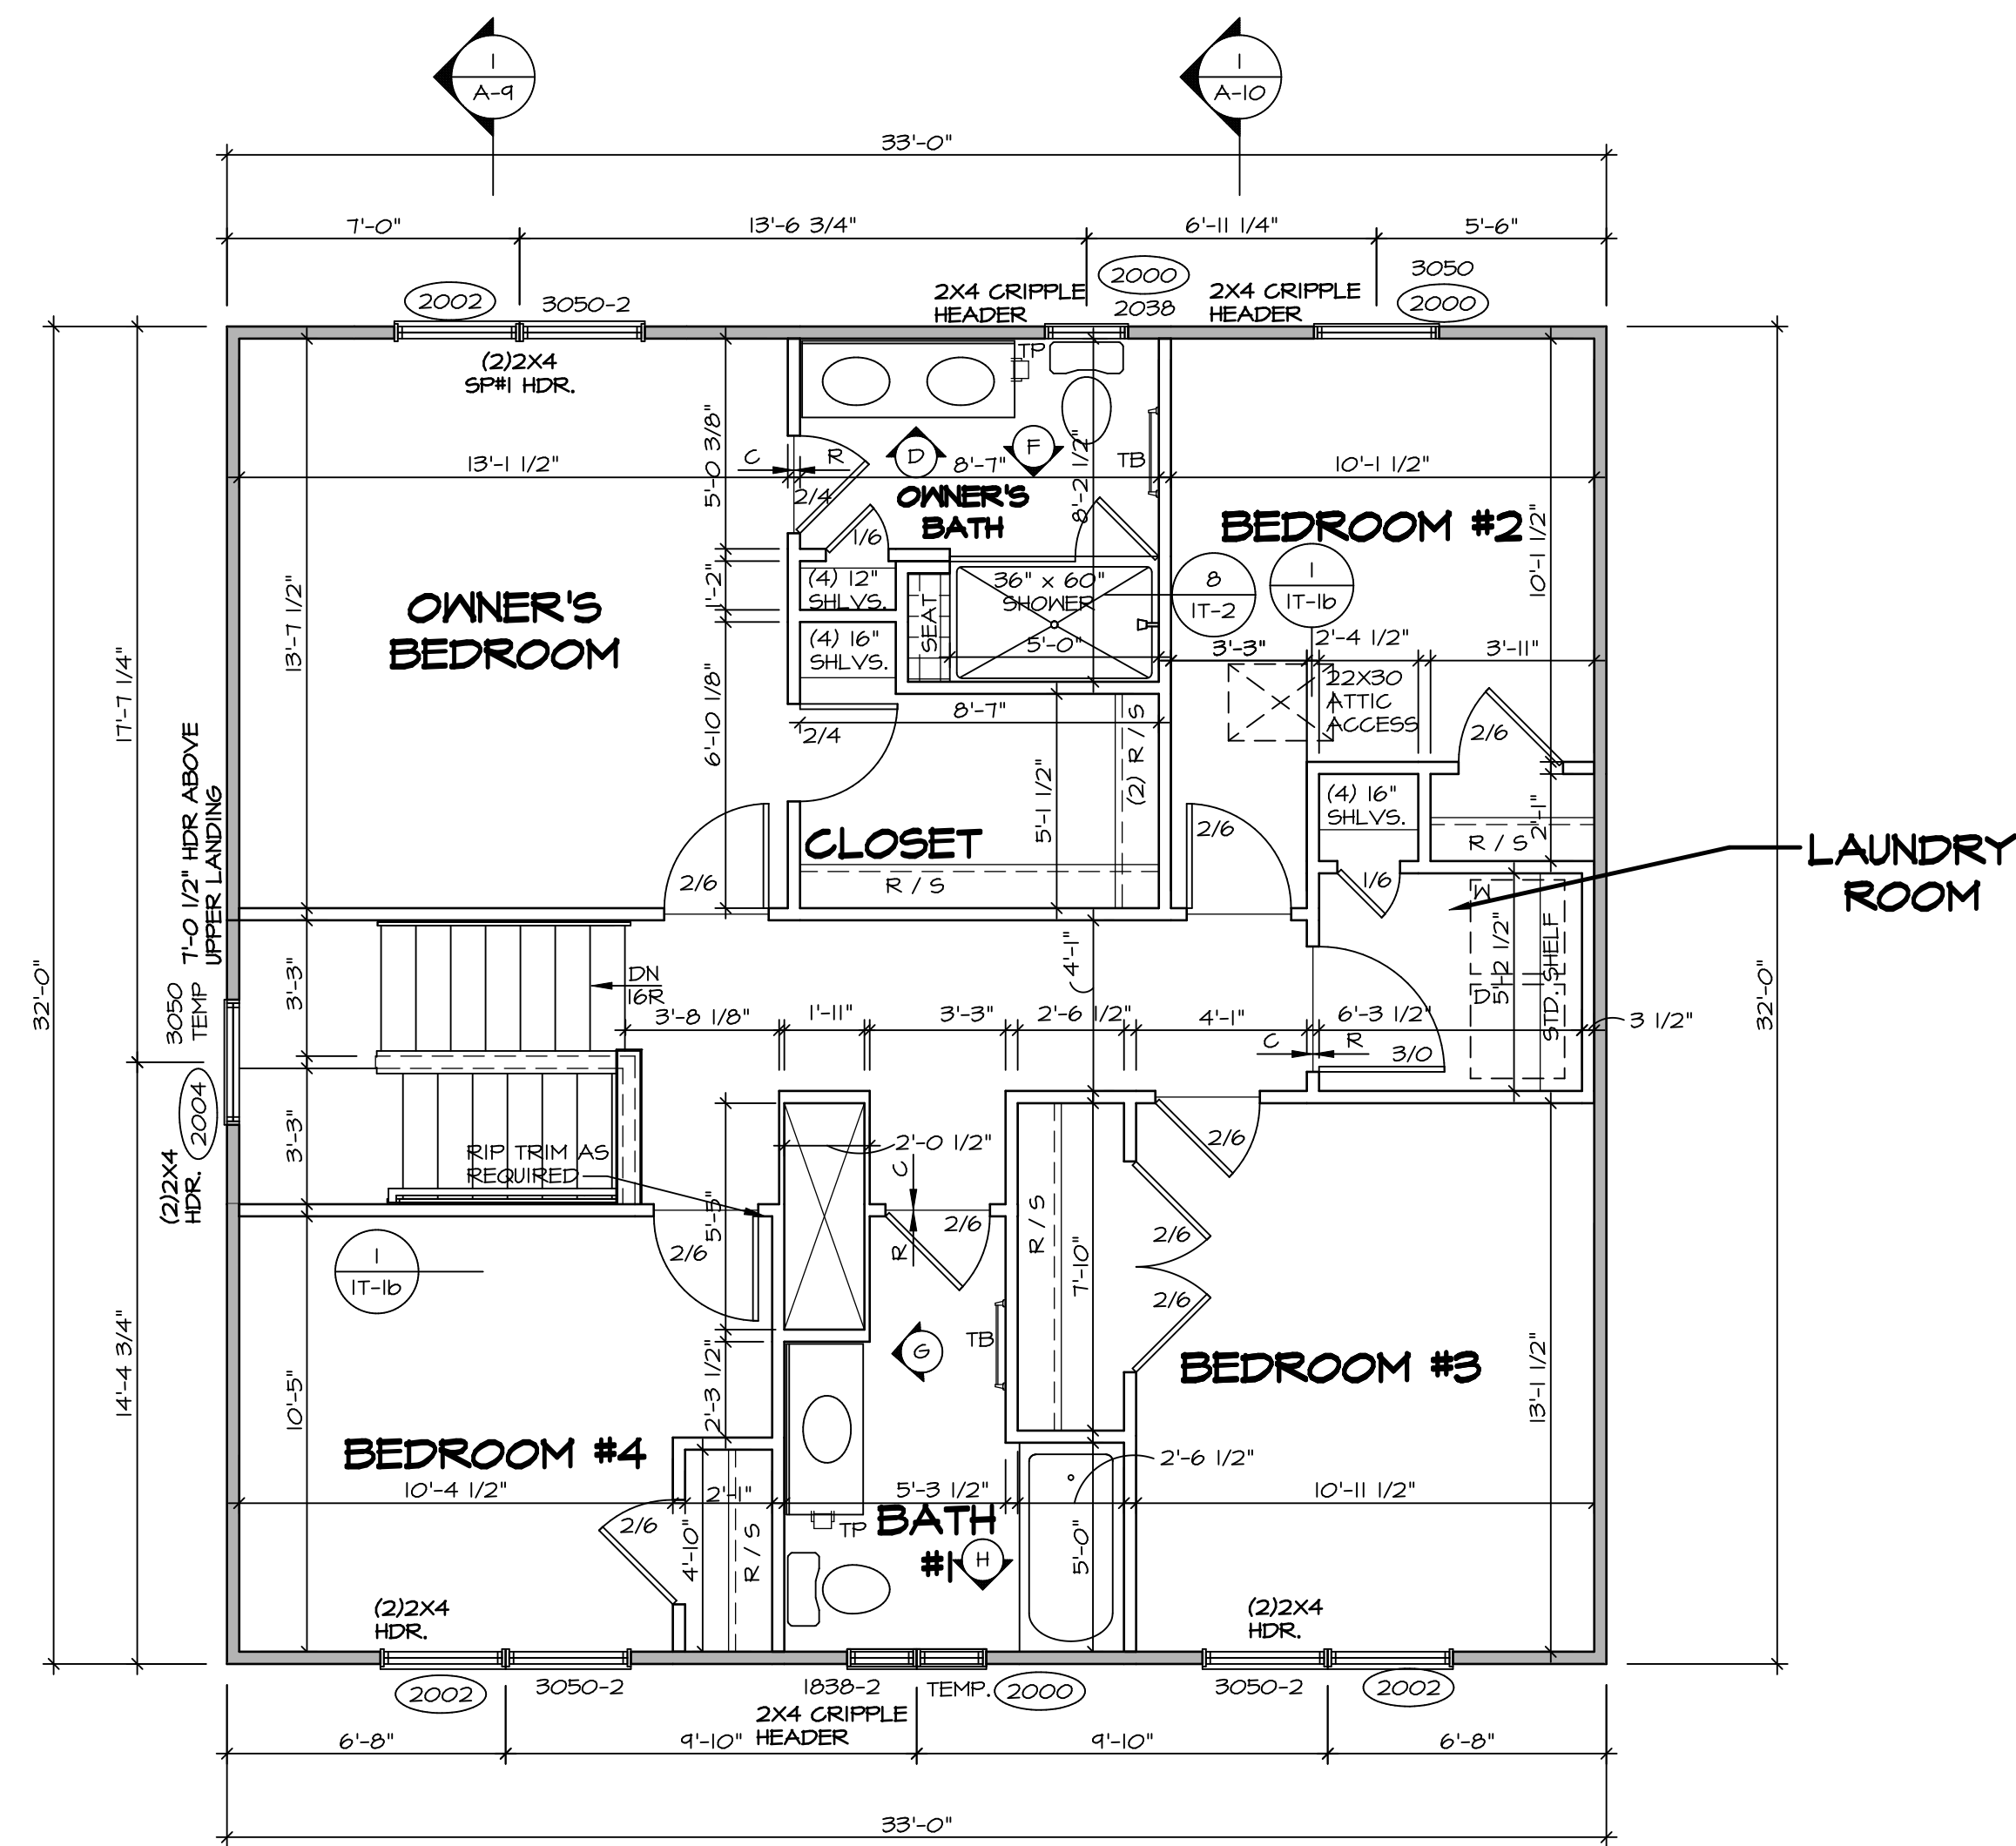 1
A-9
1
A-10
33'-0"
7'-0"
13'-6 3/4"
6'-11 1/4"
5'-6"
2002
3050-2
2X4 CRIPPLE
HEADER
2000
2038
2X4 CRIPPLE
HEADER
3050
2000
(2)2X4
SP#1 HDR.
TP
13'-1 1/2"
5'-0 3/8"
C
R
2/4
D
F
8'-7"
8'-2 1/2"
TB
10'-1 1/2"
OWNER'S
BATH
BEDROOM #2
10'-1 1/2"
1/6
1'-2"
(4) 12"
SHLVS.
SEAT
36" x 60"
SHOWER
5'-0"
8
IT-2
1
IT-1b
OWNER'S
BEDROOM
13'-7 1/2"
(4) 16"
SHLVS.
3'-3"
2'-4 1/2"
3'-11"
22X30
ATTIC
ACCESS
6'-10 1/8"
8'-7"
2/4
(2) R / S
2/6
5'-1 1/2"
CLOSET
R / S
2/6
2/6
(4) 16"
SHLVS.
2'-1"
R / S
1/6
LAUNDRY
ROOM
17'-7 1/4"
7'-0 1/2" HDR ABOVE
UPPER LANDING
32'-0"
3050
TEMP
2004
(2)2X4
HDR.
3'-3"
DN
16R
3'-8 1/8"
1'-11"
3'-3"
2'-6 1/2"
4'-1"
4'-1"
6'-3 1/2"
3 1/2"
C
R
3/0
W
D
5'-2 1/2"
STD. SHELF
32'-0"
3'-3"
RIP TRIM AS
REQUIRED
2'-0 1/2"
C
R
2/6
2/6
5'-5"
R / S
7'-10"
2/6
2/6
2/6
1
IT-1b
14'-4 3/4"
10'-5"
2'-3 1/2"
G
TB
BEDROOM #3
13'-1 1/2"
BEDROOM #4
10'-4 1/2"
2'-1"
5'-3 1/2"
2'-6 1/2"
10'-11 1/2"
2/6
4'-10"
R / S
TP
BATH
#1
H
5'-0"
(2)2X4
HDR.
(2)2X4
HDR.
2002
3050-2
1838-2
TEMP.
2000
3050-2
2002
2X4 CRIPPLE
HEADER
6'-8"
9'-10"
9'-10"
6'-8"
33'-0"